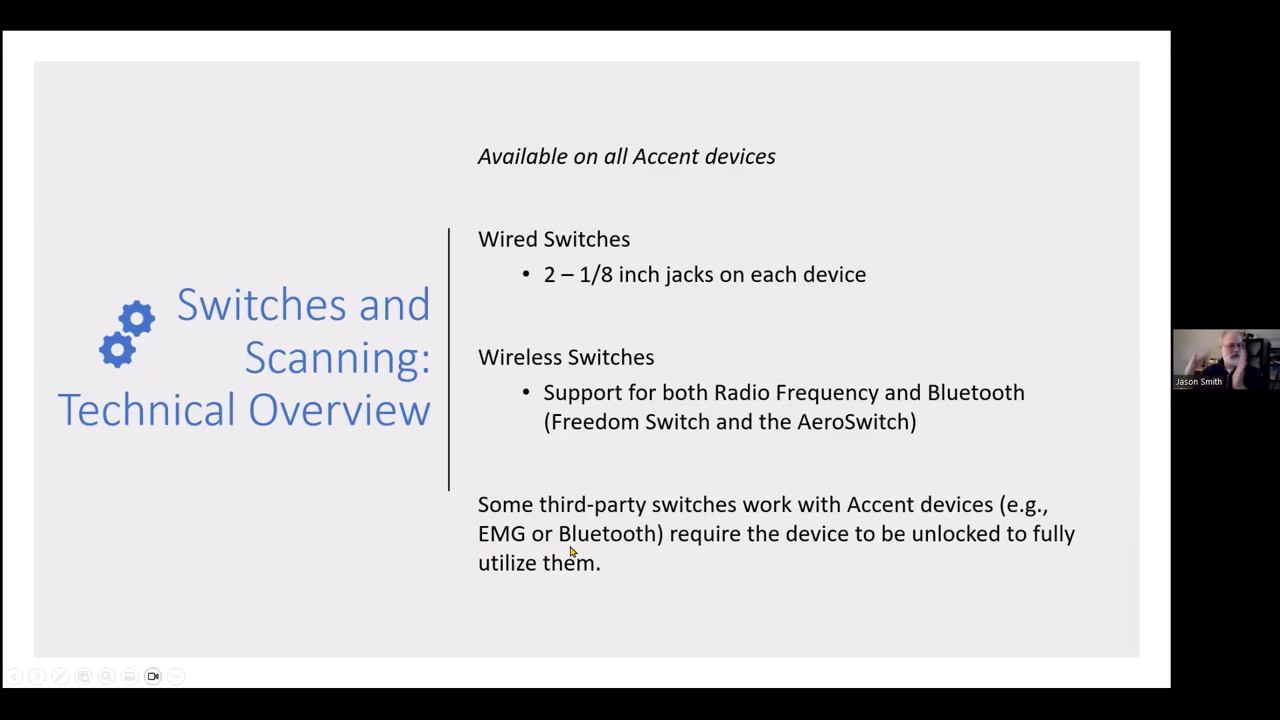 Switches and
Scanning:
Technical Overview
Available on all Accent devices
Wired Switches
• 2 – 1/8 inch jacks on each device
Wireless Switches
• Support for both Radio Frequency and Bluetooth
(Freedom Switch and the AeroSwitch)
Some third-party switches work with Accent devices (e.g.,
EMG or Bluetooth) require the device to be unlocked to fully
utilize them.
Jason Smith